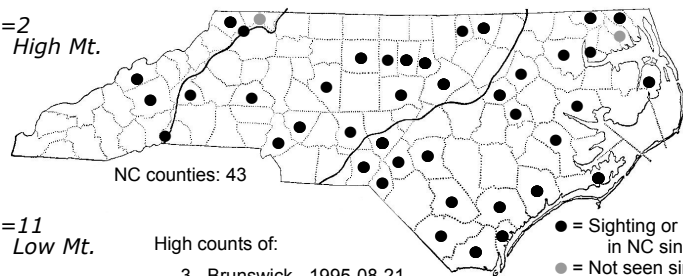 =2
High Mt.
NC counties: 43
=11
Low Mt.
High counts of:
3 - Brunswick - 1995-08-21
● = Sighting or
in NC sin
● = Not seen sin